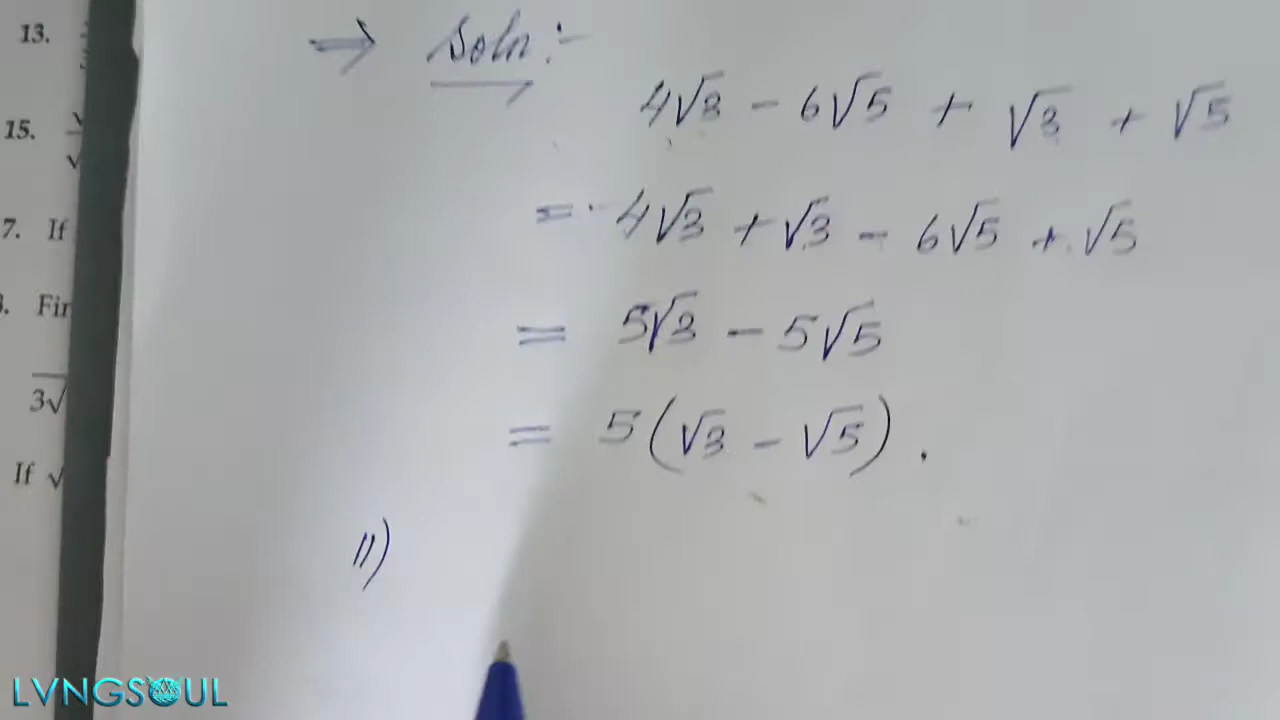 13.
⇒ Soln :-
4√3 - 6√5 + √3 + √5
15.
= 4√3 + √3 - 6√5 + √5
7. If
= 5√3 - 5√5
Fir
3√
= 5(√3 - √5).
If √
11)
LVNGSOUL